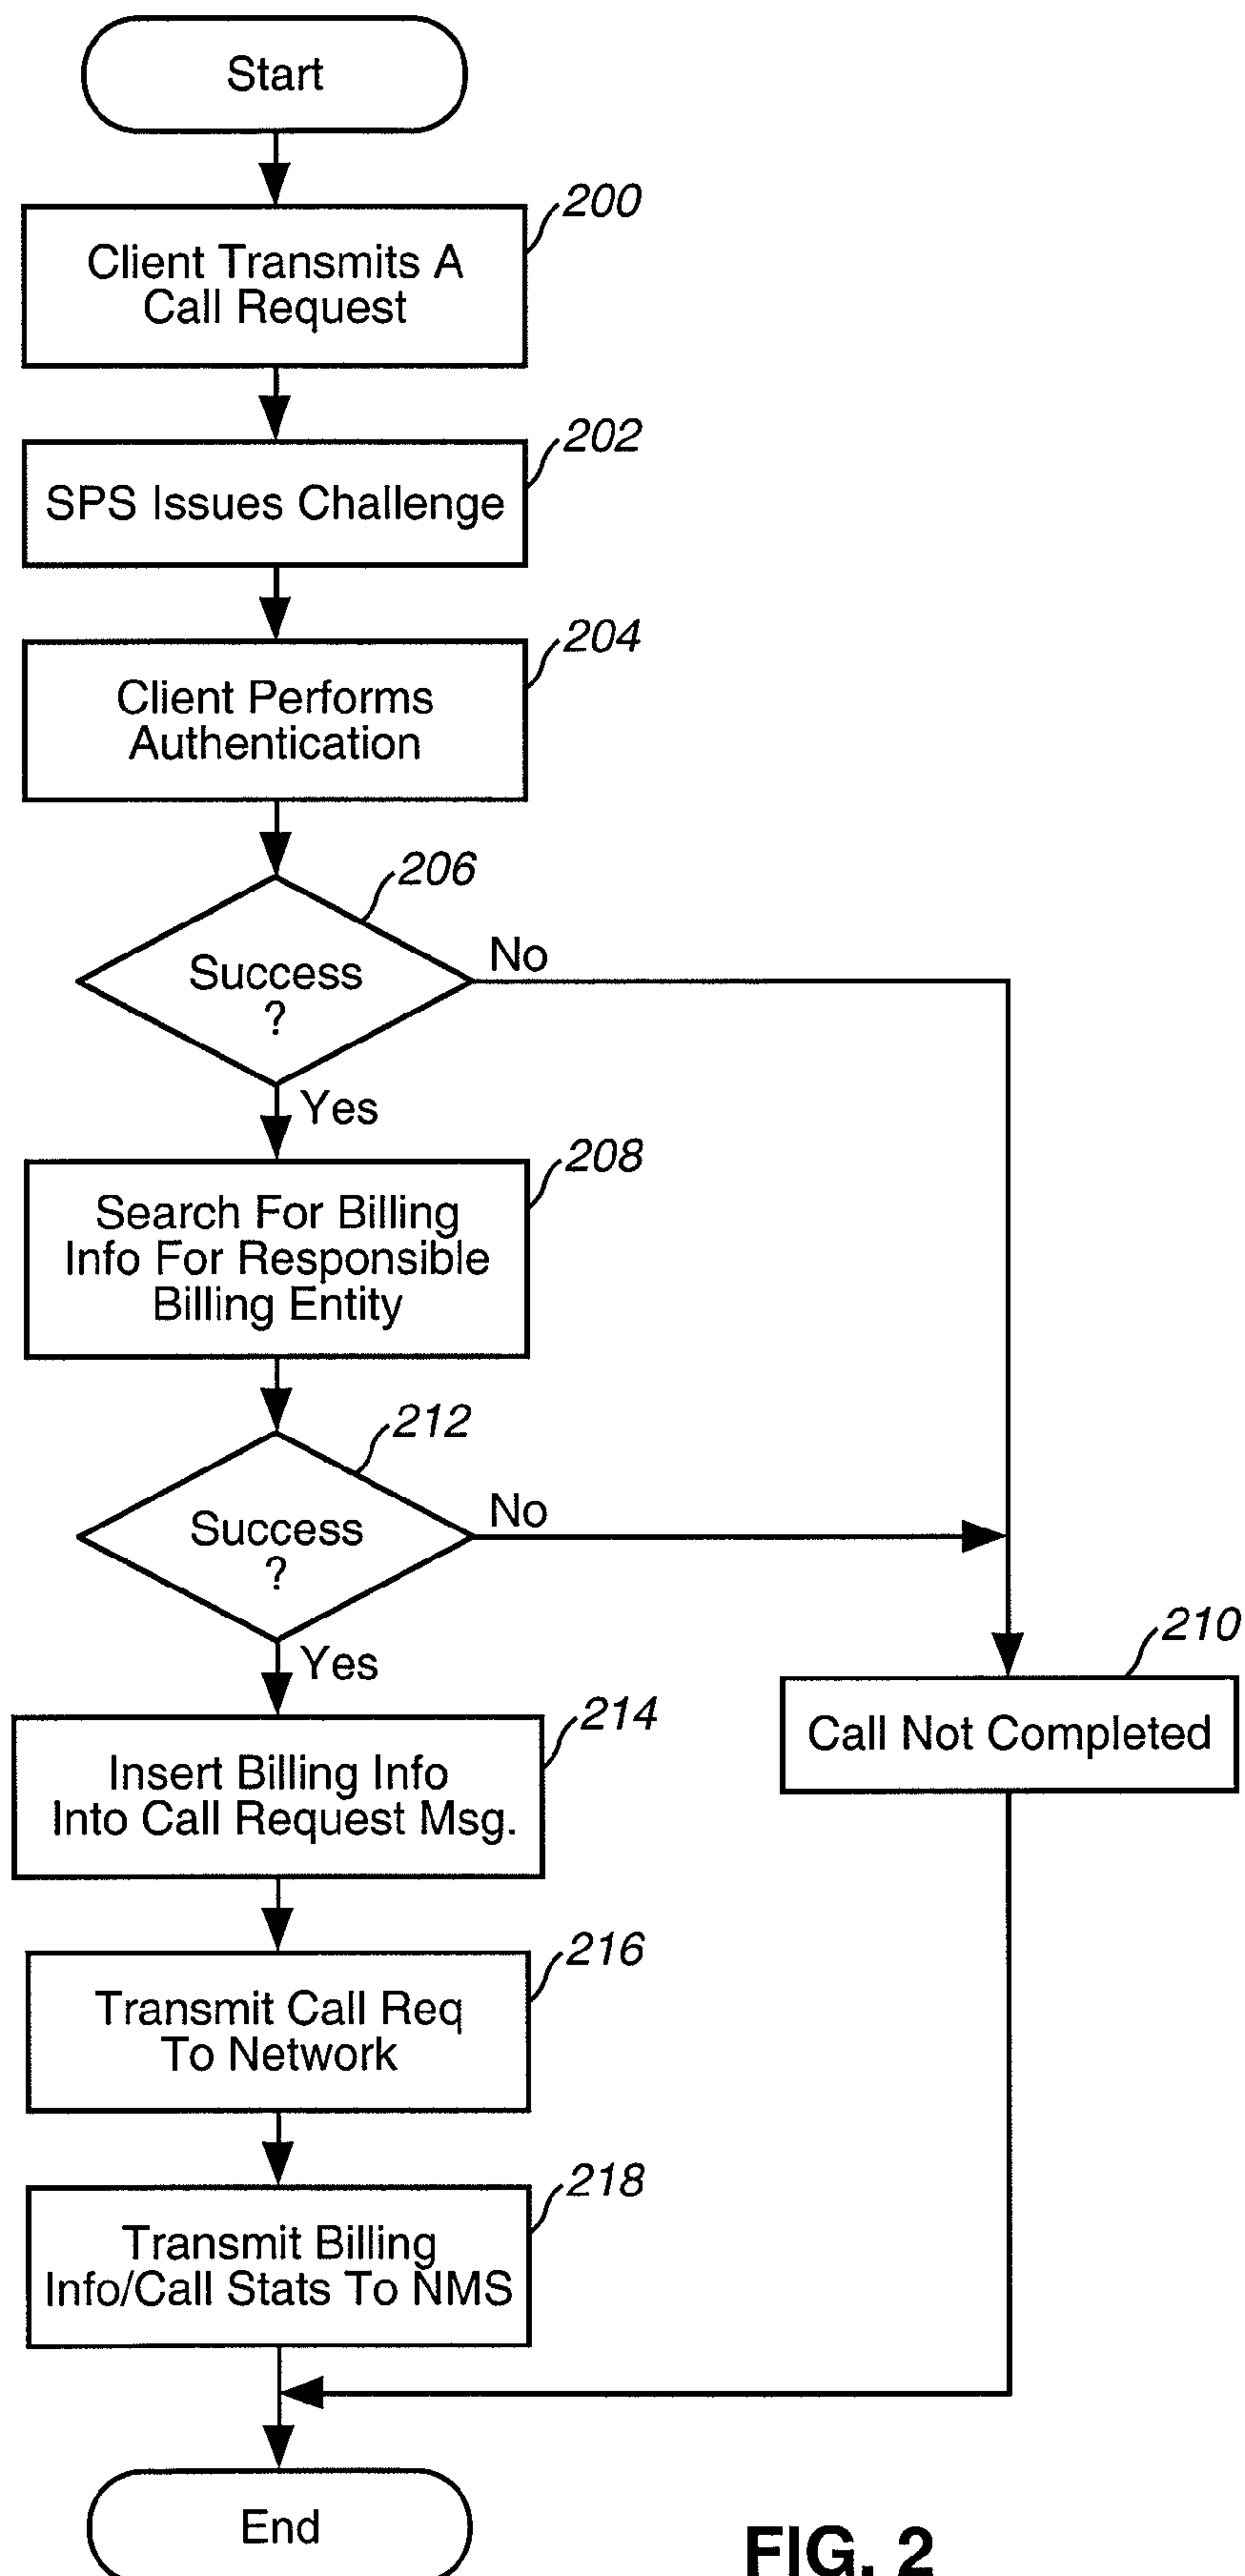 Start
200
Client Transmits A
Call Request
202
SPS Issues Challenge
204
Client Performs
Authentication
206
Success
?
No
Yes
208
Search For Billing
Info For Responsible
Billing Entity
212
Success
?
No
Yes
210
Call Not Completed
214
Insert Billing Info
Into Call Request Msg.
216
Transmit Call Req
To Network
218
Transmit Billing
Info/Call Stats To NMS
End
FIG. 2